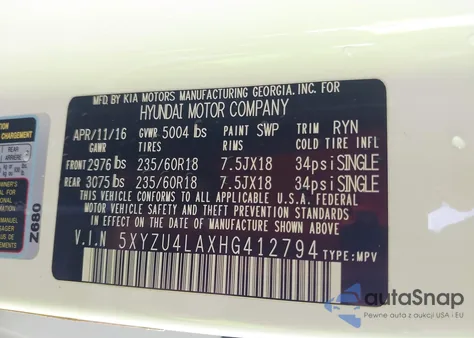 MFD. BY KIA MOTORS MANUFACTURING GEORGIA. INC. FOR
HYUNDAI MOTOR COMPANY
APR/11/16 GVWR 5004 lbs PAINT SWP TRIM RYN
TIRES RIMS COLD TIRE INFL
FRONT 2976 lbs 235/60R18 7.5JX18 34psi SINGLE
REAR 3075 lbs 235/60R18 7.5JX18 34psi SINGLE
THIS VEHICLE CONFORMS TO ALL APPLICABLE U.S.A. FEDERAL
MOTOR VEHICLE SAFETY AND THEFT PREVENTION STANDARDS
IN EFFECT ON THE DATE OF MANUFACTURE SHOWN ABOVE.
V.I.N 5XYZU4LAXHG412794 TYPE:MPV
CHARGEMENT
REAR
ARRIÈRE
Z680
autoSnap
Pewne auta z aukcji USA i EU